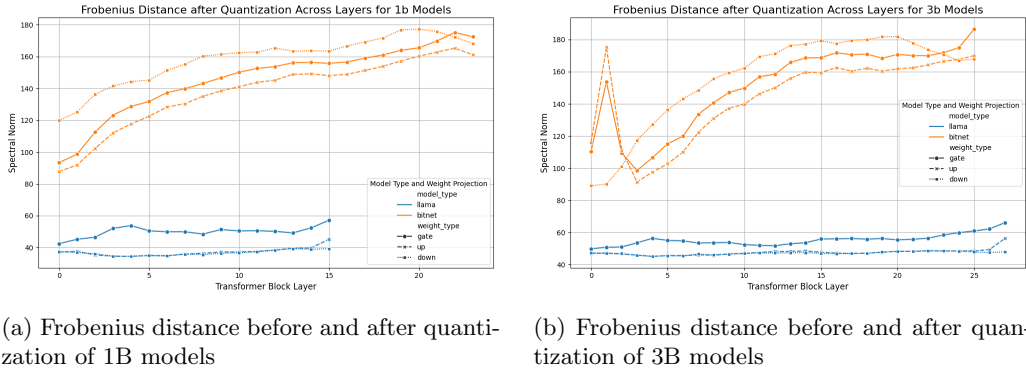 Frobenius Distance after Quantization Across Layers for 1b Models
180
160
140
120
100
80
60
40
Spectral Norm
0
5
10
15
20
Transformer Block Layer
Model Type and Weight Projection
model_type
llama
bitnet
weight_type
gate
up
down
Frobenius Distance after Quantization Across Layers for 3b Models
180
160
140
120
100
80
60
40
Spectral Norm
0
5
10
15
20
25
Transformer Block Layer
Model Type and Weight Projection
model_type
llama
bitnet
weight_type
gate
up
down
(a) Frobenius distance before and after quanti-
zation of 1B models
(b) Frobenius distance before and after quan-
tization of 3B models